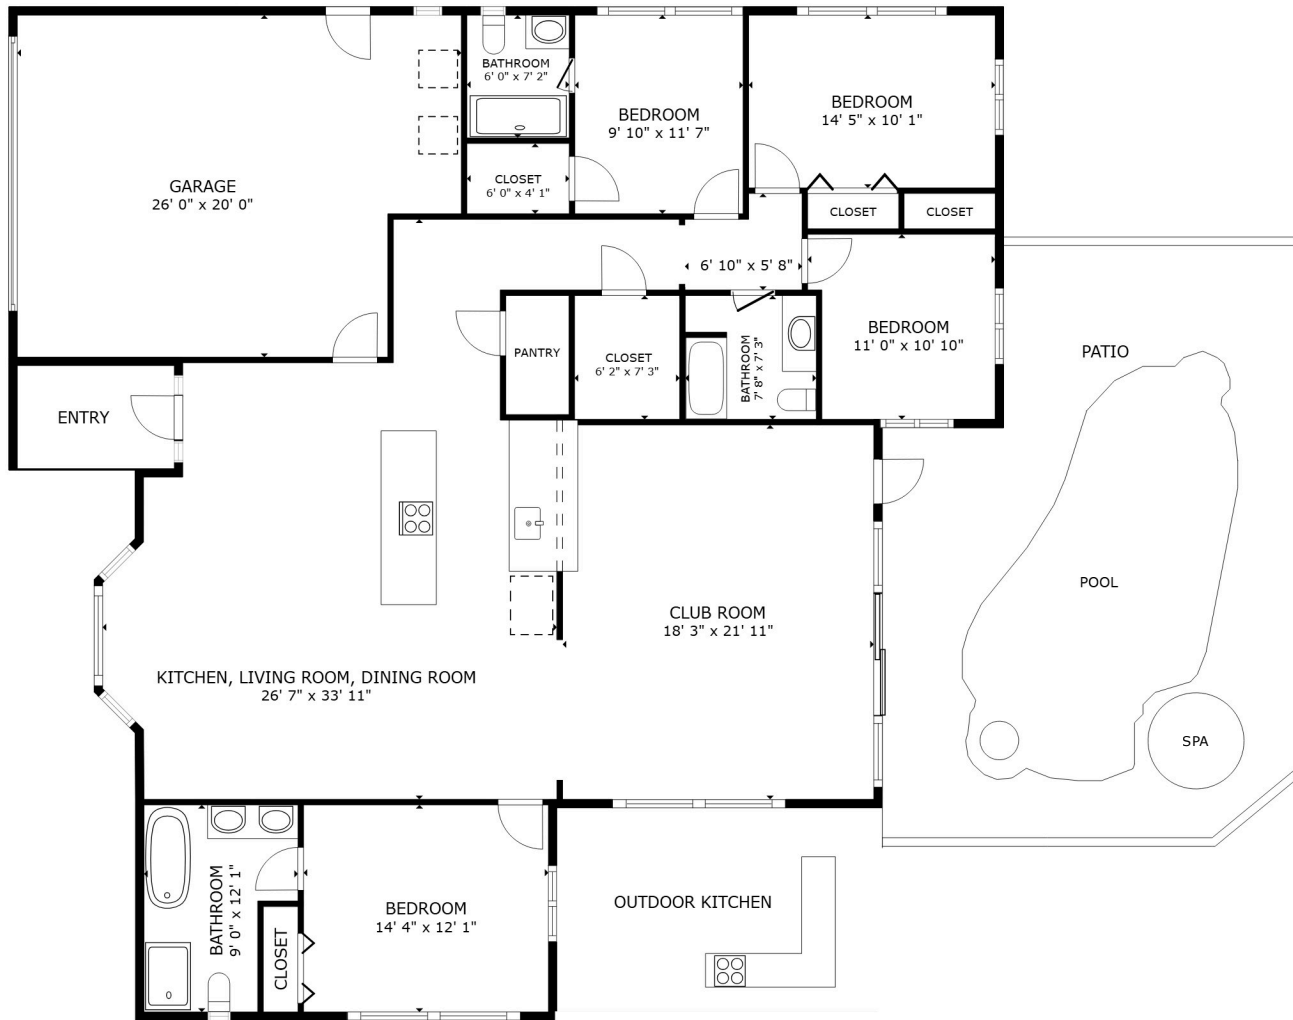 BATHROOM
6' 0" x 7' 2"
BEDROOM
9' 10" x 11' 7"
BEDROOM
14' 5" x 10' 1"
GARAGE
26' 0" x 20' 0"
CLOSET
6' 0" x 4' 1"
CLOSET
CLOSET
6' 10" x 5' 8"
BEDROOM
11' 0" x 10' 10"
PANTRY
CLOSET
6' 2" x 7' 3"
BATHROOM
7' 8" x 7' 3"
PATIO
ENTRY
POOL
CLUB ROOM
18' 3" x 21' 11"
KITCHEN, LIVING ROOM, DINING ROOM
26' 7" x 33' 11"
SPA
BATHROOM
9' 0" x 12' 1"
CLOSET
BEDROOM
14' 4" x 12' 1"
OUTDOOR KITCHEN